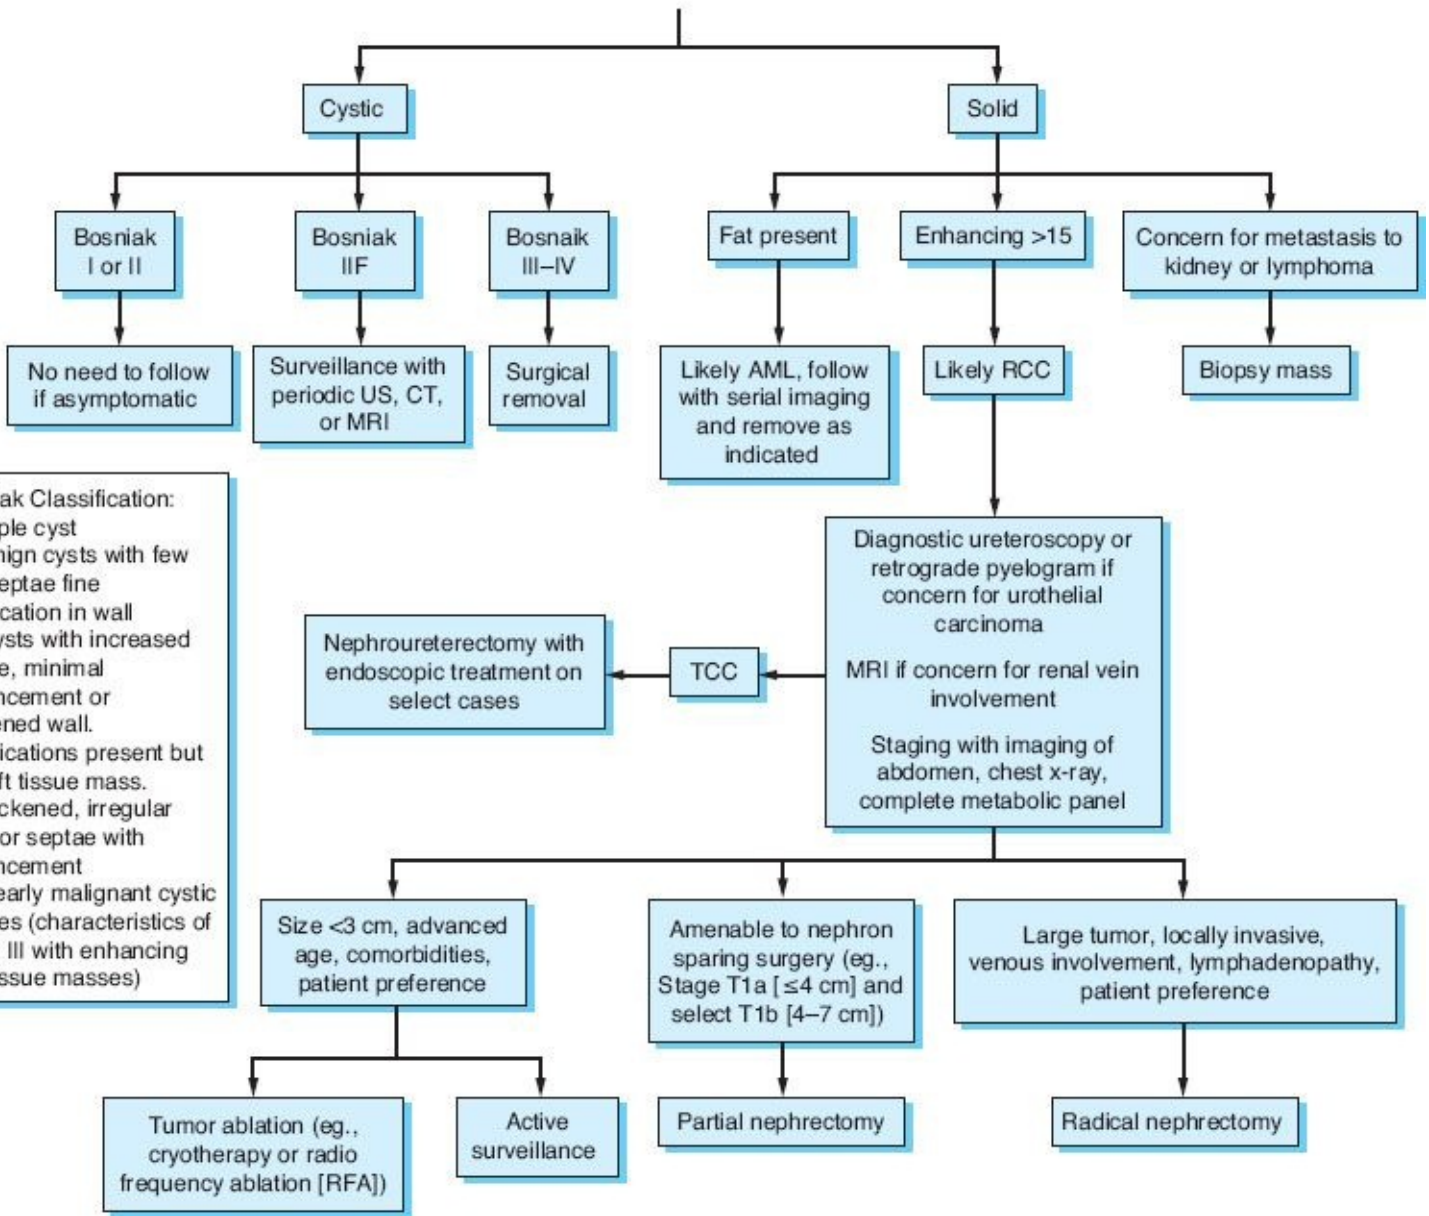 Cystic
Solid
Bosniak
I or II
Bosniak
IIF
Bosnaik
III–IV
Fat present
Enhancing >15
Concern for metastasis to
kidney or lymphoma
No need to follow
if asymptomatic
Surveillance with
periodic US, CT,
or MRI
Surgical
removal
Likely AML, follow
with serial imaging
and remove as
indicated
Likely RCC
Biopsy mass
ak Classification:
ple cyst
nign cysts with few
eptae fine
cation in wall
ysts with increased
e, minimal
ncement or
ened wall.
ications present but
ft tissue mass.
ckened, irregular
or septae with
ncement
early malignant cystic
es (characteristics of
III with enhancing
issue masses)
Diagnostic ureteroscopy or
retrograde pyelogram if
concern for urothelial
carcinoma
MRI if concern for renal vein
involvement
Staging with imaging of
abdomen, chest x-ray,
complete metabolic panel
TCC
Nephroureterectomy with
endoscopic treatment on
select cases
Size <3 cm, advanced
age, comorbidities,
patient preference
Amenable to nephron
sparing surgery (eg.,
Stage T1a [ ≤4 cm] and
select T1b [4–7 cm])
Large tumor, locally invasive,
venous involvement, lymphadenopathy,
patient preference
Tumor ablation (eg.,
cryotherapy or radio
frequency ablation [RFA])
Active
surveillance
Partial nephrectomy
Radical nephrectomy